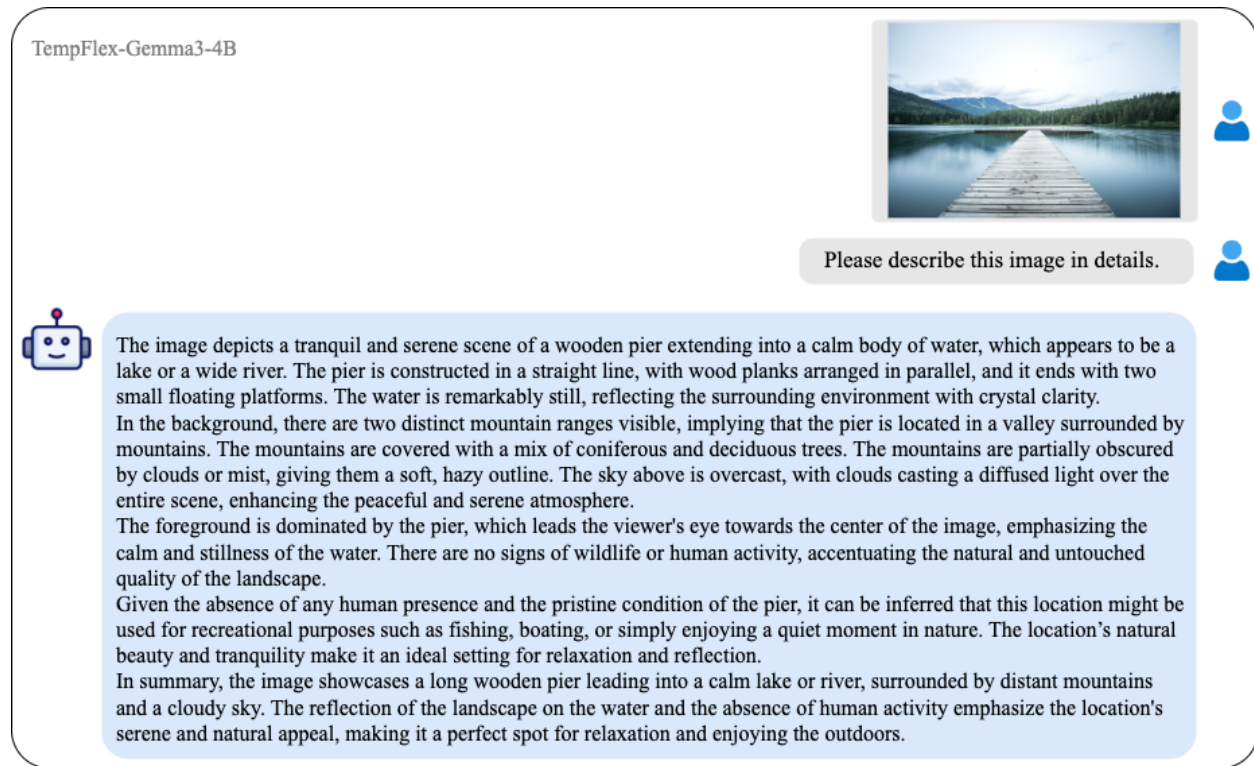 TempFlex-Gemma3-4B
Please describe this image in details.
The image depicts a tranquil and serene scene of a wooden pier extending into a calm body of water, which appears to be a
lake or a wide river. The pier is constructed in a straight line, with wood planks arranged in parallel, and it ends with two
small floating platforms. The water is remarkably still, reflecting the surrounding environment with crystal clarity.
In the background, there are two distinct mountain ranges visible, implying that the pier is located in a valley surrounded by
mountains. The mountains are covered with a mix of coniferous and deciduous trees. The mountains are partially obscured
by clouds or mist, giving them a soft, hazy outline. The sky above is overcast, with clouds casting a diffused light over the
entire scene, enhancing the peaceful and serene atmosphere.
The foreground is dominated by the pier, which leads the viewer's eye towards the center of the image, emphasizing the
calm and stillness of the water. There are no signs of wildlife or human activity, accentuating the natural and untouched
quality of the landscape.
Given the absence of any human presence and the pristine condition of the pier, it can be inferred that this location might be
used for recreational purposes such as fishing, boating, or simply enjoying a quiet moment in nature. The location’s natural
beauty and tranquility make it an ideal setting for relaxation and reflection.
In summary, the image showcases a long wooden pier leading into a calm lake or river, surrounded by distant mountains
and a cloudy sky. The reflection of the landscape on the water and the absence of human activity emphasize the location's
serene and natural appeal, making it a perfect spot for relaxation and enjoying the outdoors.